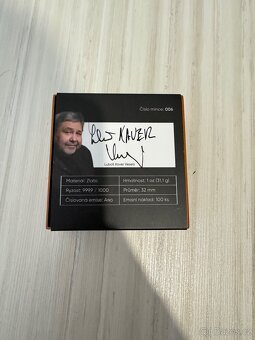 Číslo mince: 006
KAVER
Luboš Xaver Veselý
Materiál: Zlato
Hmotnost: 1 oz (31,1 g)
Ryzost: 999,9 / 1000
Průměr: 32 mm
Číslovaná emise: Ano
Emisní náklad: 100 ks